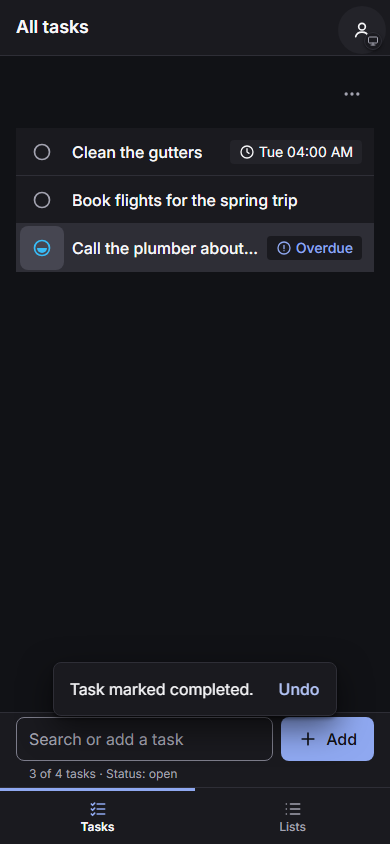 All tasks
Clean the gutters
Tue 04:00 AM
Book flights for the spring trip
Call the plumber about...
Overdue
Task marked completed.
Undo
Search or add a task
Add
3 of 4 tasks · Status: open
Tasks
Lists